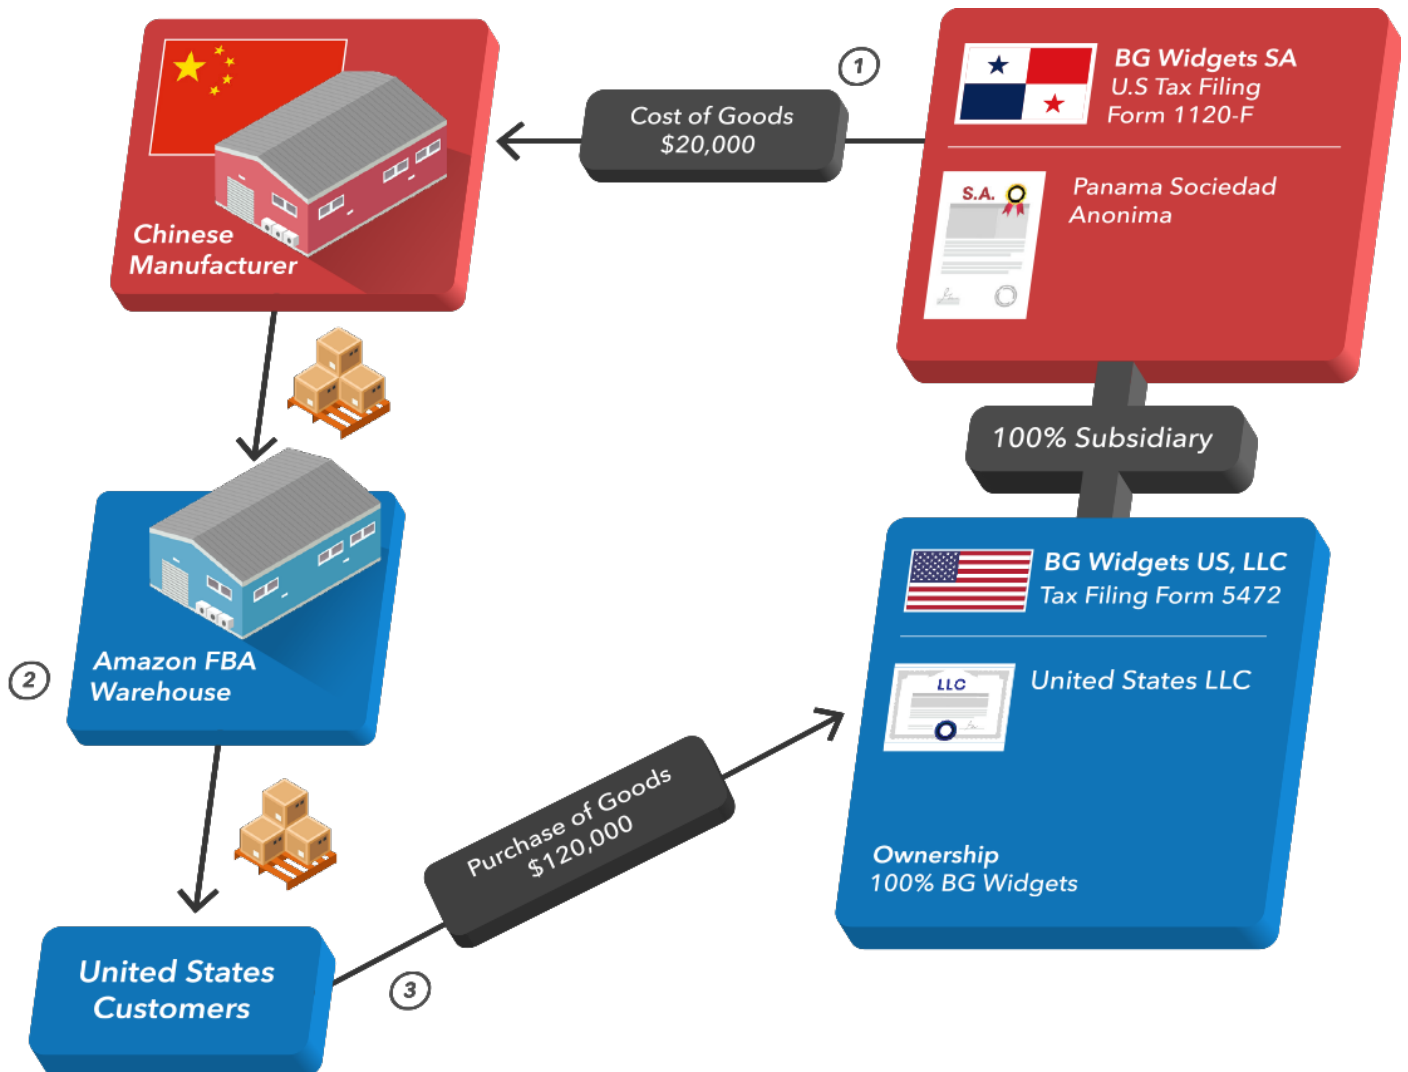 1
Cost of Goods
$20,000
BG Widgets SA
U.S Tax Filing
Form 1120-F
S.A.
Panama Sociedad
Anonima
Chinese
Manufacturer
100% Subsidiary
BG Widgets US, LLC
Tax Filing Form 5472
LLC
United States LLC
2
Amazon FBA
Warehouse
Purchase of Goods
$120,000
Ownership
100% BG Widgets
United States
Customers
3